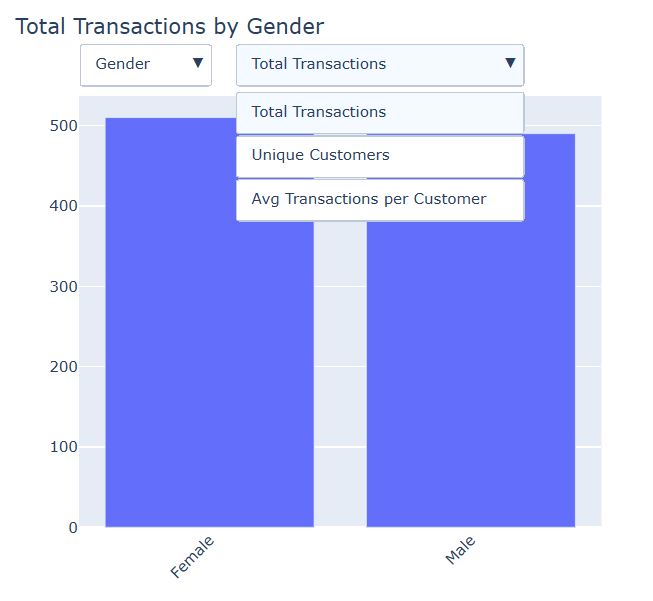 Total Transactions by Gender
Gender ▼ Total Transactions ▼
Total Transactions
Unique Customers
Avg Transactions per Customer
500
400
300
200
100
0
Female Male